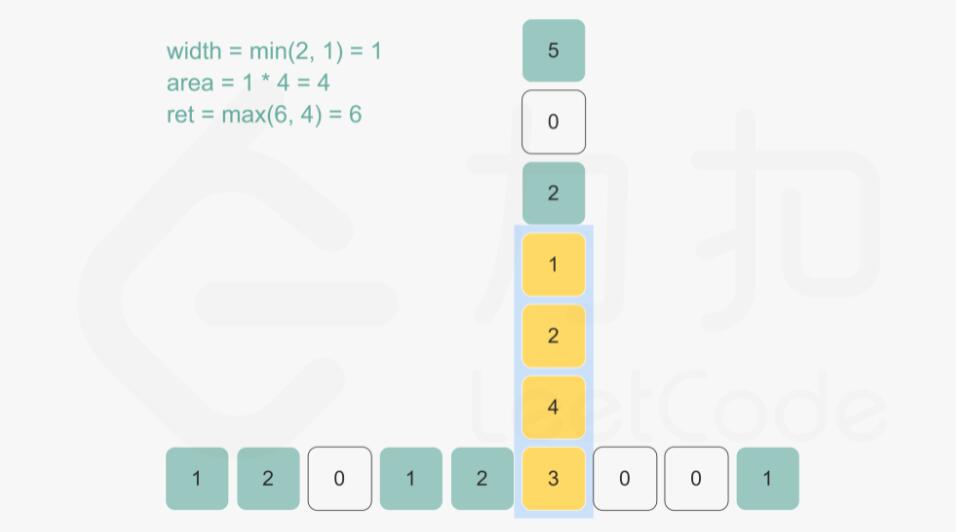 width = min(2, 1) = 1
area = 1 * 4 = 4
ret = max(6, 4) = 6
5
0
2
1
2
4
1 2 0 1 2 3 0 0 1
力扣
LeetCode